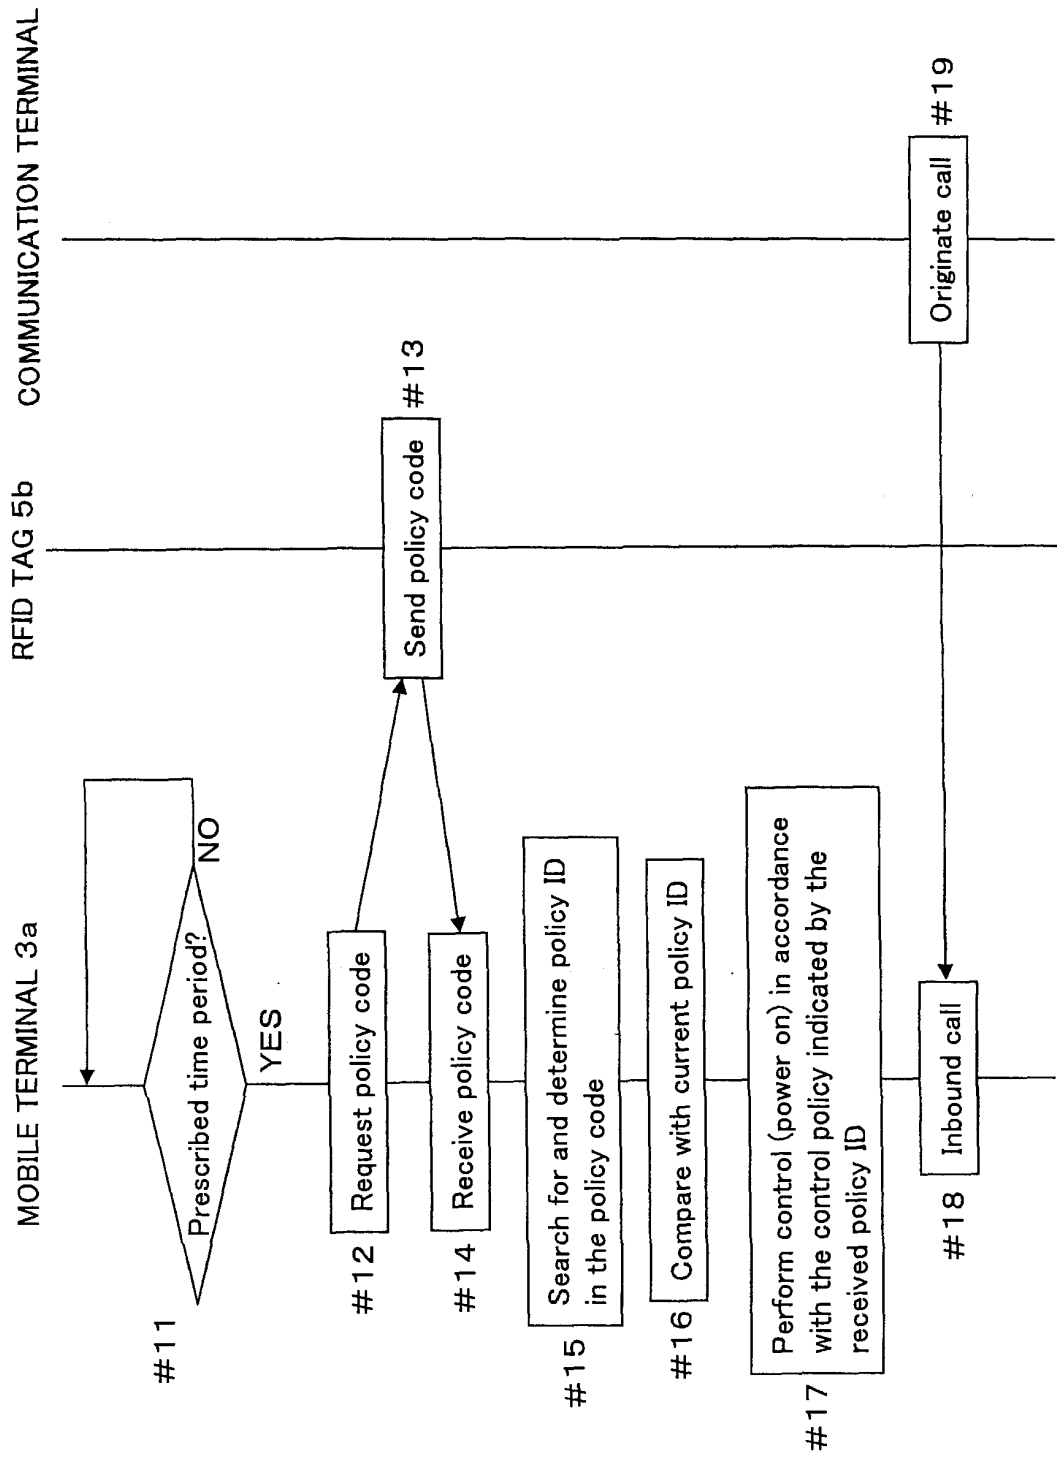 MOBILE TERMINAL 3a
RFID TAG 5b
COMMUNICATION TERMINAL
#11
Prescribed time period?
NO
YES
#12
Request policy code
Send policy code
#13
#14
Receive policy code
#15
Search for and determine policy ID
in the policy code
#16
Compare with current policy ID
#17
Perform control (power on) in accordance
with the control policy indicated by the
received policy ID
#18
Inbound call
Originate call
#19